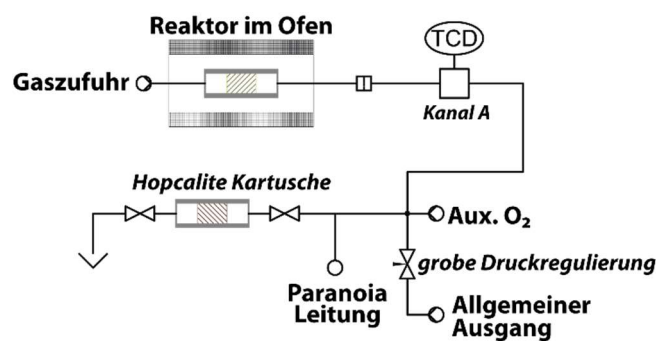 Reaktor im Ofen
TCD
Gaszufuhr
Kanal A
Hopcalite Kartusche
Aux. O₂
grobe Druckregulierung
Paranoia
Leitung
Allgemeiner
Ausgang